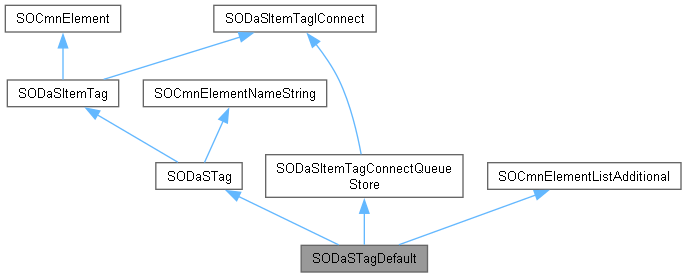 SOCmnElement
SODaSItemTagIConnect
SODaSItemTag
SOCmnElementNameString
SODaSTag
SODaSItemTagConnectQueue
Store
SOCmnElementListAdditional
SODaSTagDefault